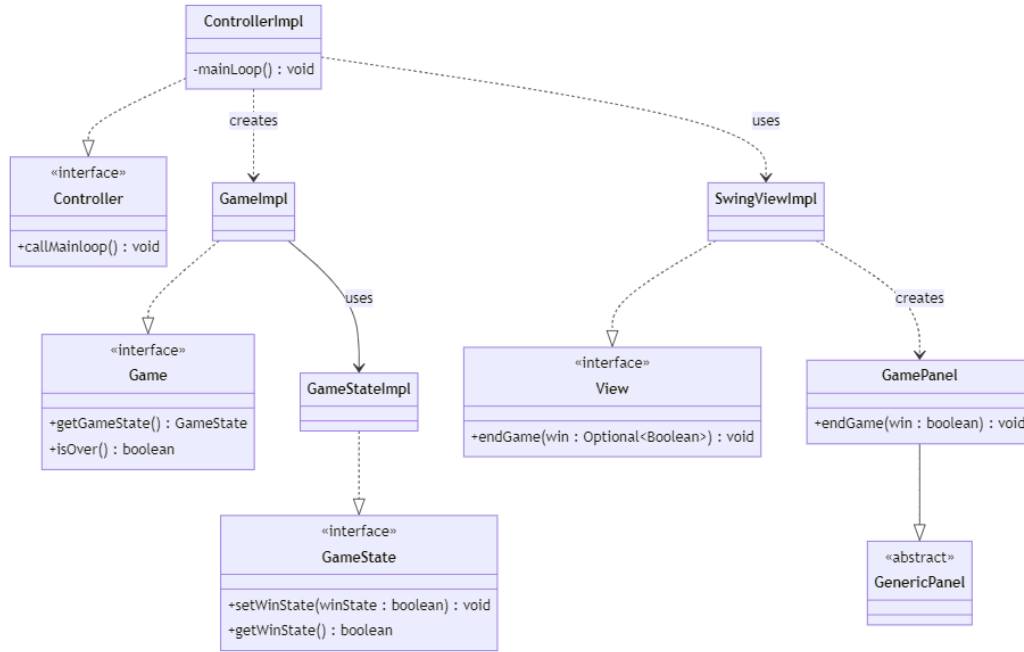 ControllerImpl
-mainLoop() : void
creates
uses
«interface»
Controller
+callMainloop() : void
GameImpl
SwingViewImpl
uses
creates
«interface»
Game
+getGameState() : GameState
+isOver() : boolean
GameStateImpl
«interface»
View
+endGame(win : Optional<Boolean>) : void
GamePanel
+endGame(win : boolean) : void
«interface»
GameState
+setWinState(winState : boolean) : void
+getWinState() : boolean
«abstract»
GenericPanel